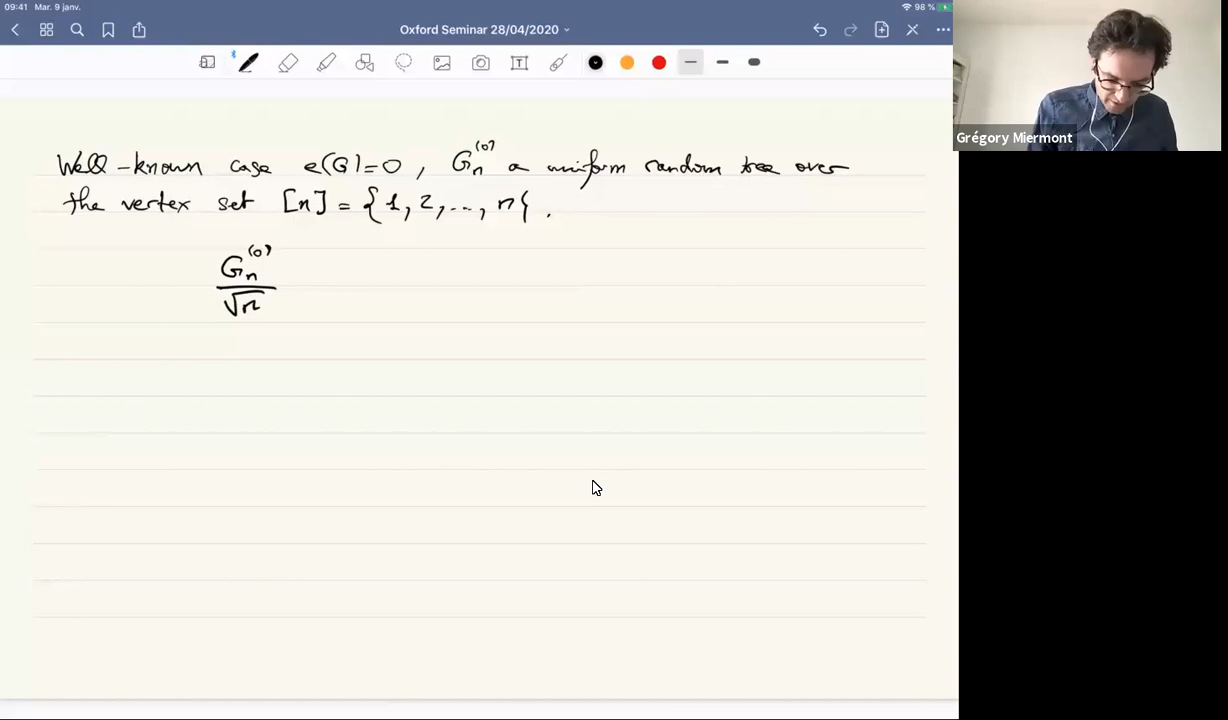 09:41 Mar. 9 janv.
98 %
Oxford Seminar 28/04/2020
Grégory Miermont
Well-known case e(G)=0, G_n^(0) a uniform random tree over
the vertex set [n] = {1, 2, ..., n{ .
G_n^(0)
√n